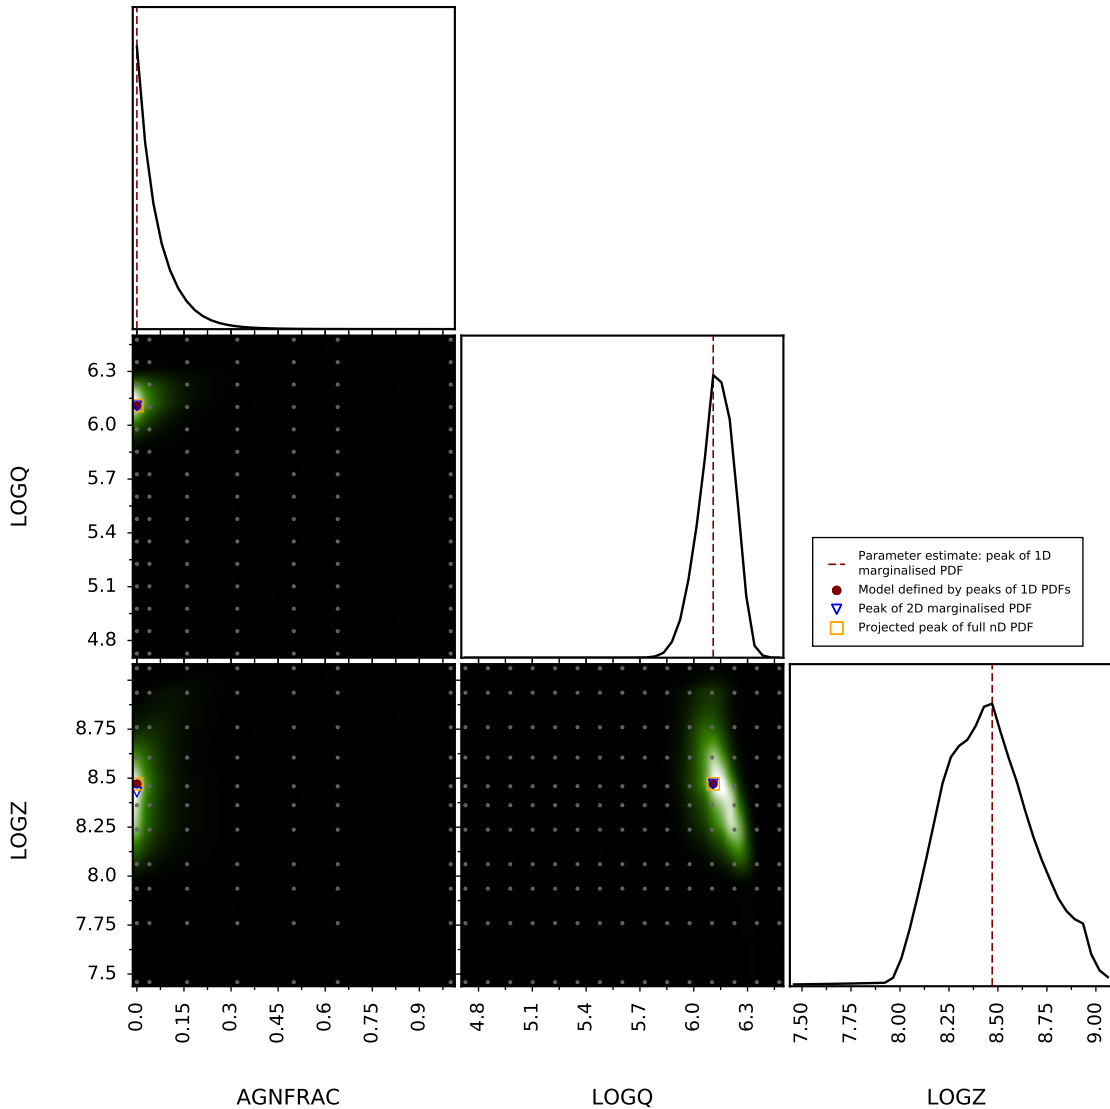 6.3
6.0
5.7
5.4
5.1
4.8
LOGQ
Parameter estimate: peak of 1D
marginalised PDF
Model defined by peaks of 1D PDFs
Peak of 2D marginalised PDF
Projected peak of full nD PDF
8.75
8.5
8.25
8.0
7.75
7.5
LOGZ
0.0 0.15 0.3 0.45 0.6 0.75 0.9
4.8 5.1 5.4 5.7 6.0 6.3
7.50 7.75 8.00 8.25 8.50 8.75 9.00
AGNFRAC LOGQ LOGZ